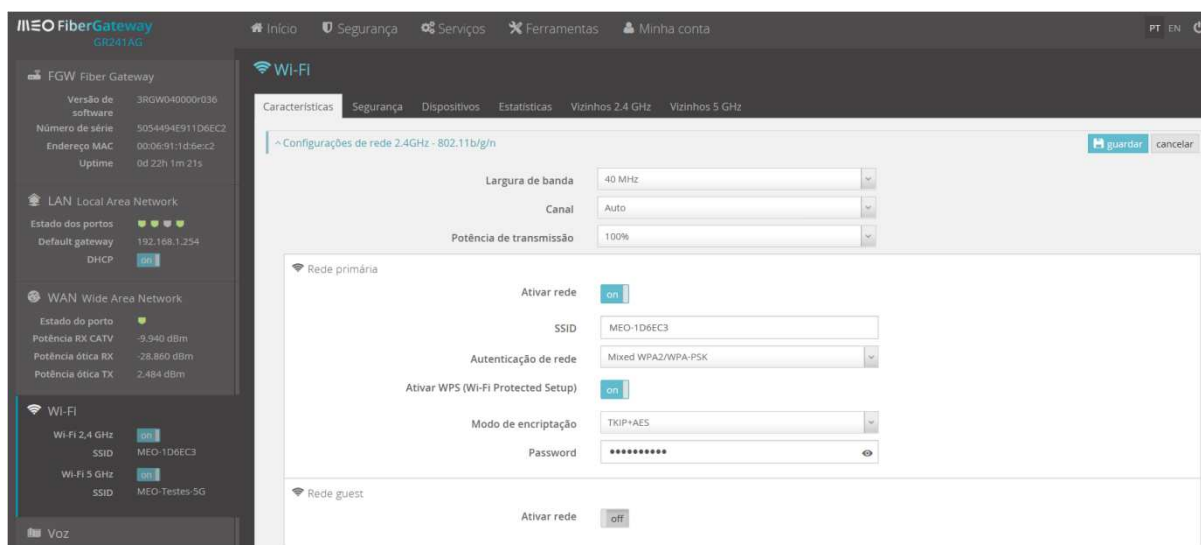 MEO FiberGateway
GR241AG
Início Segurança Serviços Ferramentas Minha conta
PT EN
FGW Fiber Gateway
Versão de software 3RGW040000r036
Número de série 5054494E911D6EC2
Endereço MAC 00:06:91:1d:6e:c2
Uptime 0d 22h 1m 21s
LAN Local Area Network
Estado dos portos
Default gateway 192.168.1.254
DHCP on
WAN Wide Area Network
Estado do porto
Potência RX CATV -9.940 dBm
Potência ótica RX -28.860 dBm
Potência ótica TX 2.484 dBm
Wi-Fi
Wi-Fi 2,4 GHz on
SSID MEO-1D6EC3
Wi-Fi 5 GHz on
SSID MEO-Testes-5G
Voz
Wi-Fi
Características Segurança Dispositivos Estatísticas Vizinhos 2.4 GHz Vizinhos 5 GHz
Configurações de rede 2.4GHz - 802.11b/g/n guardar cancelar
Largura de banda 40 MHz
Canal Auto
Potência de transmissão 100%
Rede primária
Ativar rede on
SSID MEO-1D6EC3
Autenticação de rede Mixed WPA2/WPA-PSK
Ativar WPS (Wi-Fi Protected Setup) on
Modo de encriptação TKIP+AES
Password ••••••••••
Rede guest
Ativar rede off